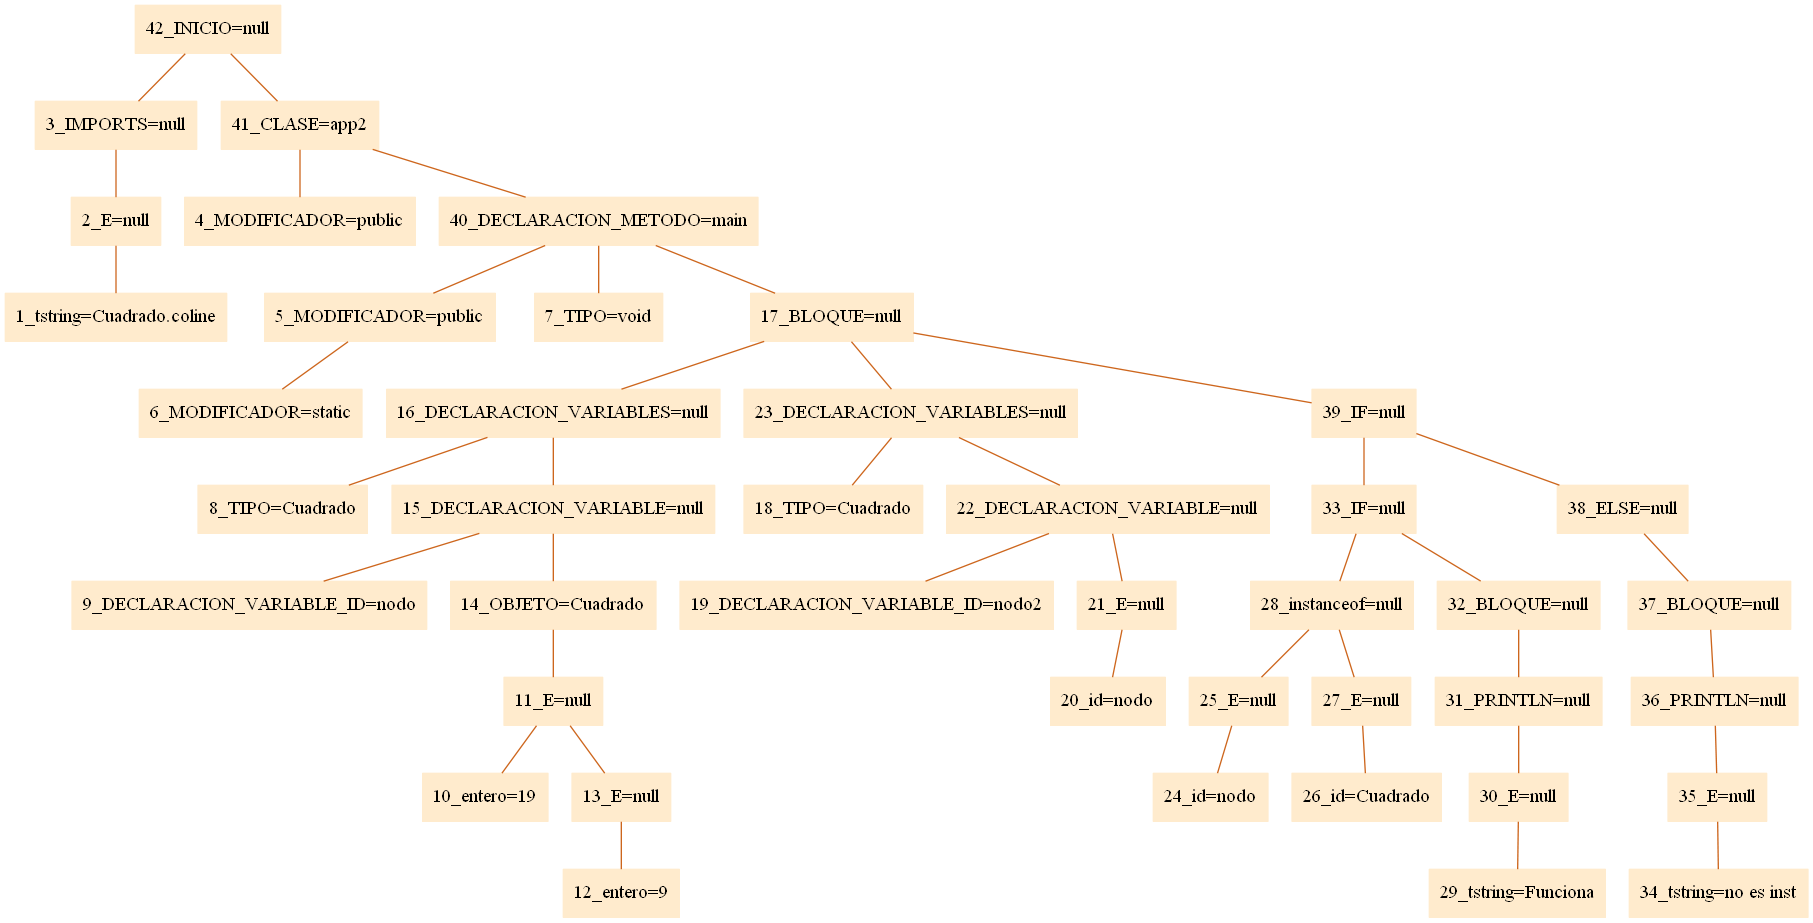 42_INICIO=null
3_IMPORTS=null
41_CLASE=app2
2_E=null
4_MODIFICADOR=public
40_DECLARACION_METODO=main
1_tstring=Cuadrado.coline
5_MODIFICADOR=public
7_TIPO=void
17_BLOQUE=null
6_MODIFICADOR=static
16_DECLARACION_VARIABLES=null
23_DECLARACION_VARIABLES=null
39_IF=null
8_TIPO=Cuadrado
15_DECLARACION_VARIABLE=null
18_TIPO=Cuadrado
22_DECLARACION_VARIABLE=null
33_IF=null
38_ELSE=null
9_DECLARACION_VARIABLE_ID=nodo
14_OBJETO=Cuadrado
19_DECLARACION_VARIABLE_ID=nodo2
21_E=null
28_instanceof=null
32_BLOQUE=null
37_BLOQUE=null
11_E=null
20_id=nodo
25_E=null
27_E=null
31_PRINTLN=null
36_PRINTLN=null
10_entero=19
13_E=null
24_id=nodo
26_id=Cuadrado
30_E=null
35_E=null
12_entero=9
29_tstring=Funciona
34_tstring=no es inst